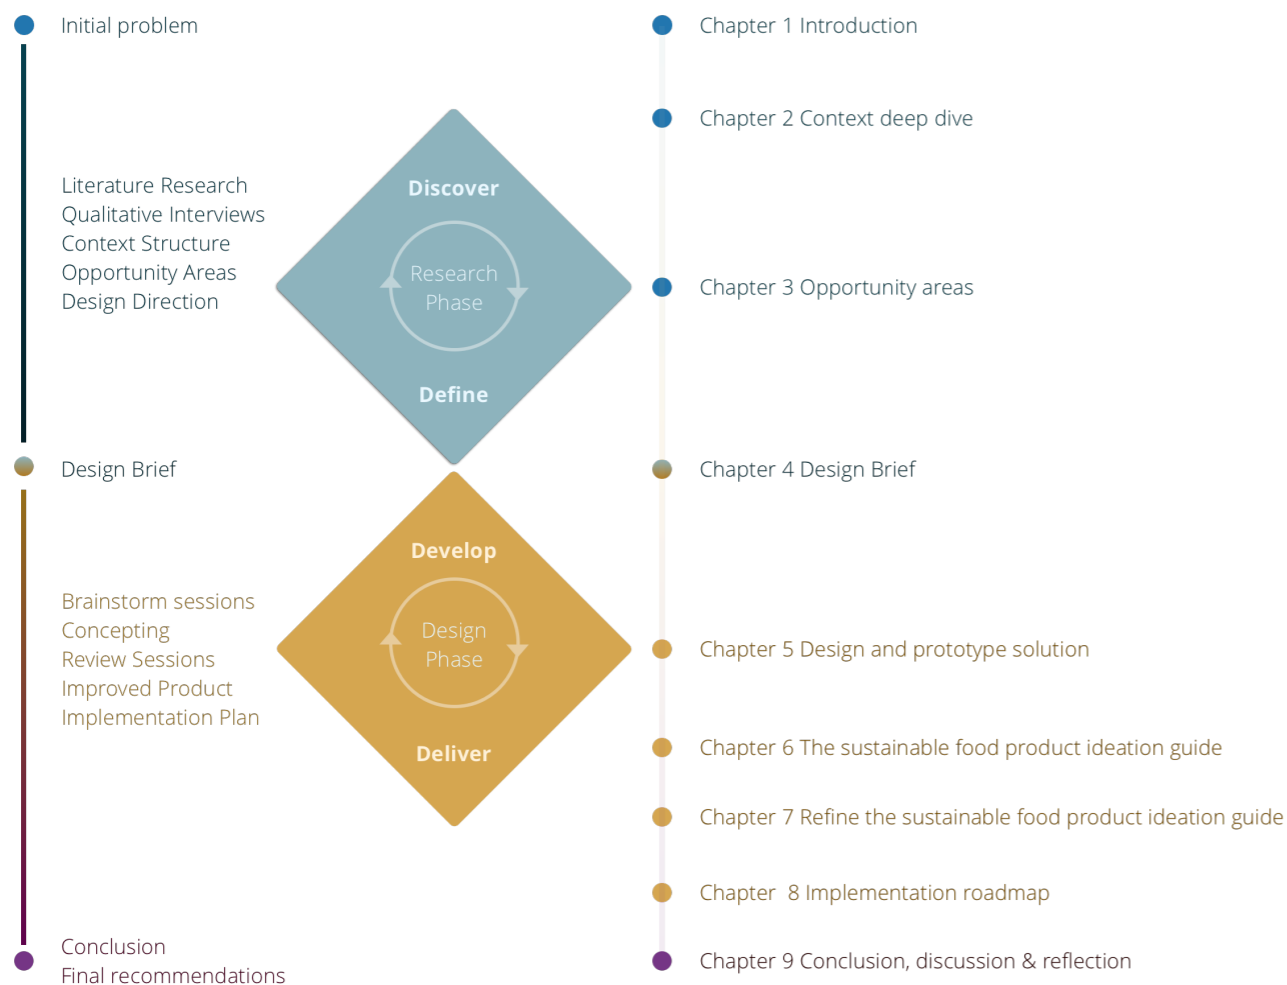 Initial problem
Literature Research
Qualitative Interviews
Context Structure
Opportunity Areas
Design Direction
Design Brief
Brainstorm sessions
Concepting
Review Sessions
Improved Product
Implementation Plan
Conclusion
Final recommendations
Discover
Research
Phase
Define
Develop
Design
Phase
Deliver
Chapter 1 Introduction
Chapter 2 Context deep dive
Chapter 3 Opportunity areas
Chapter 4 Design Brief
Chapter 5 Design and prototype solution
Chapter 6 The sustainable food product ideation guide
Chapter 7 Refine the sustainable food product ideation guide
Chapter  8 Implementation roadmap
Chapter 9 Conclusion, discussion & reflection